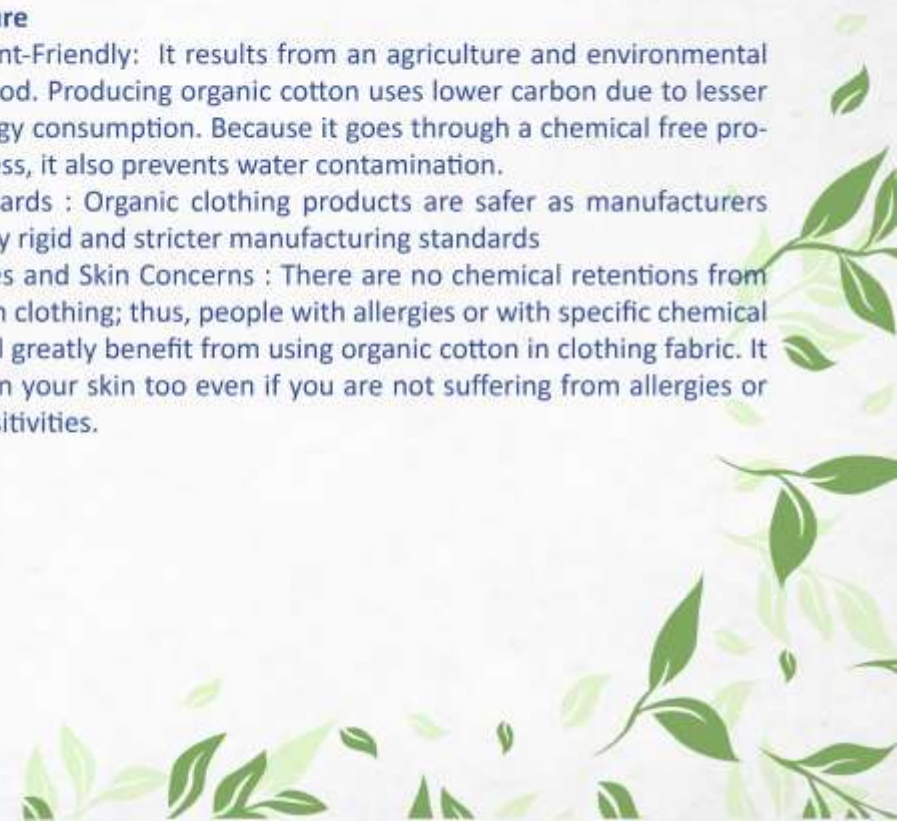 ure
nt-Friendly: It results from an agriculture and environmental
od. Producing organic cotton uses lower carbon due to lesser
gy consumption. Because it goes through a chemical free pro-
ess, it also prevents water contamination.
ards : Organic clothing products are safer as manufacturers
y rigid and stricter manufacturing standards
es and Skin Concerns : There are no chemical retentions from
n clothing; thus, people with allergies or with specific chemical
l greatly benefit from using organic cotton in clothing fabric. It
n your skin too even if you are not suffering from allergies or
sitivities.